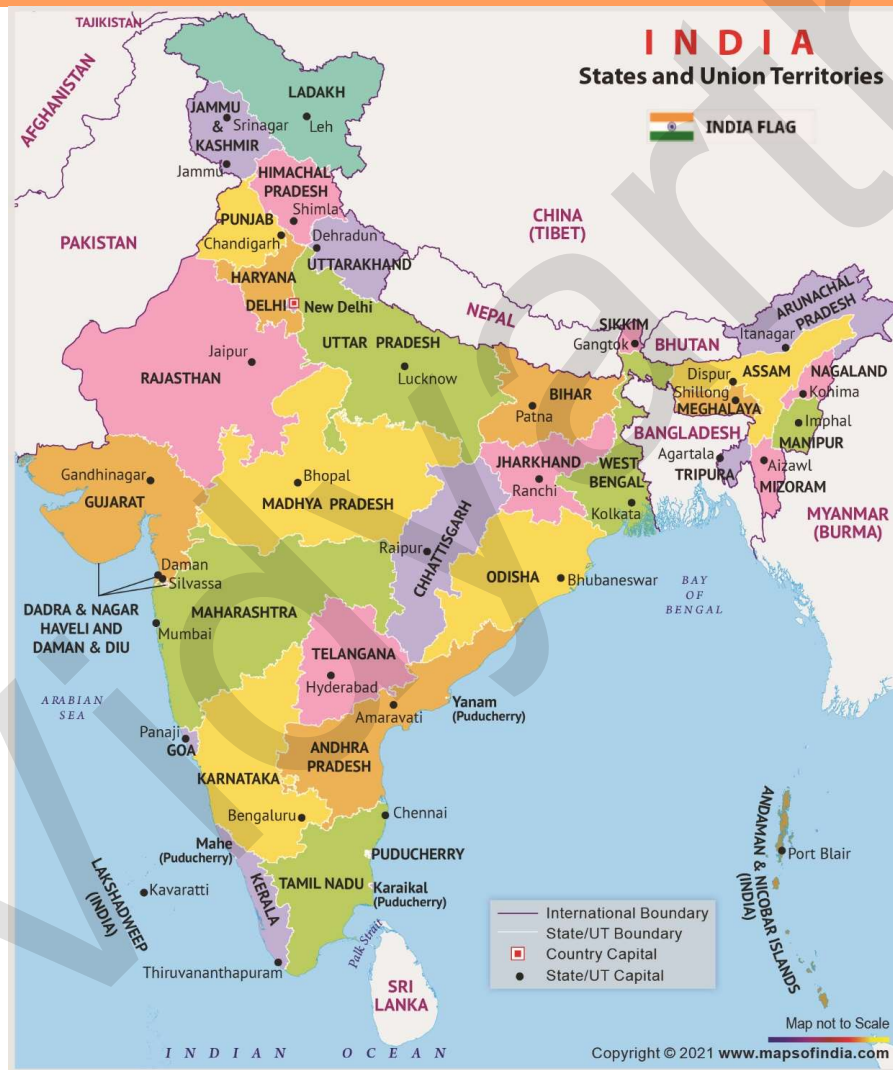 I N D I A
States and Union Territories
INDIA FLAG
TAJIKISTAN
AFGHANISTAN
PAKISTAN
CHINA
(TIBET)
NEPAL
BHUTAN
BANGLADESH
MYANMAR
(BURMA)
SRI
LANKA
LADAKH
Leh
JAMMU
&
KASHMIR
Srinagar
Jammu
HIMACHAL
PRADESH
Shimla
PUNJAB
Chandigarh
Dehradun
UTTARAKHAND
HARYANA
DELHI
New Delhi
UTTAR PRADESH
Lucknow
Jaipur
RAJASTHAN
SIKKIM
Gangtok
ARUNACHAL
PRADESH
Itanagar
ASSAM
Dispur
Shillong
MEGHALAYA
NAGALAND
Kohima
Imphal
MANIPUR
Agartala
TRIPURA
Aizawl
MIZORAM
BIHAR
Patna
JHARKHAND
Ranchi
WEST
BENGAL
Kolkata
Gandhinagar
GUJARAT
Bhopal
MADHYA PRADESH
CHHATTISGARH
Raipur
ODISHA
Bhubaneswar
Daman
Silvassa
DADRA & NAGAR
HAVELI AND
DAMAN & DIU
MAHARASHTRA
Mumbai
TELANGANA
Hyderabad
Yanam
(Puducherry)
Amaravati
ANDHRA
PRADESH
Panaji
GOA
KARNATAKA
Bengaluru
Chennai
Mahe
(Puducherry)
PUDUCHERRY
KERALA
TAMIL NADU
Karaikal
(Puducherry)
Thiruvananthapuram
LAKSHADWEEP
(INDIA)
Kavaratti
ANDAMAN & NICOBAR ISLANDS
(INDIA)
Port Blair
ARABIAN
SEA
BAY
OF
BENGAL
Palk Strait
INDIAN OCEAN
International Boundary
State/UT Boundary
Country Capital
State/UT Capital
Map not to Scale
Copyright © 2021 www.mapsofindia.com